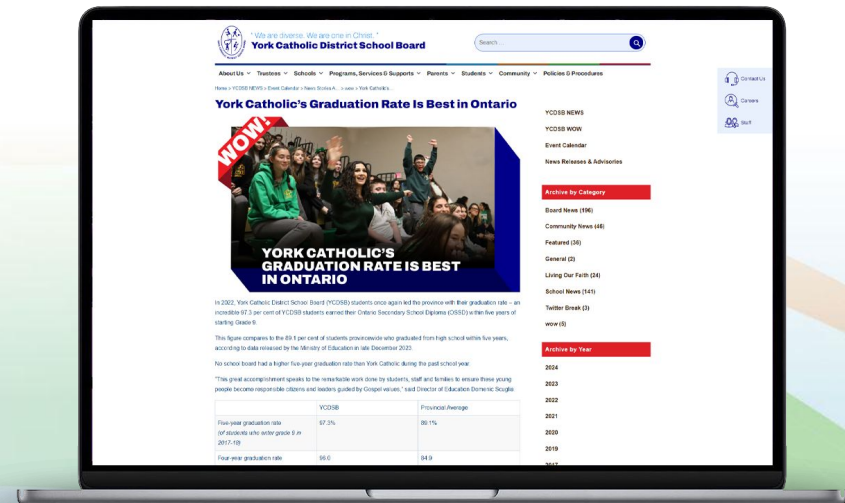 " We are diverse. We are one in Christ. "
York Catholic District School Board
Search ...
About Us Trustees Schools Programs, Services & Supports Parents Students Community Policies & Procedures
Contact Us
Careers
Staff
Home > YCDSB NEWS > Event Calendar > News Stories A... > wow > York Catholic's...
York Catholic's Graduation Rate Is Best in Ontario
WOW!
YORK CATHOLIC'S
GRADUATION RATE IS BEST
IN ONTARIO
In 2022, York Catholic District School Board (YCDSB) students once again led the province with their graduation rate – an
incredible 97.3 per cent of YCDSB students earned their Ontario Secondary School Diploma (OSSD) within five years of
starting Grade 9.
This figure compares to the 89.1 per cent of students provincewide who graduated from high school within five years,
according to data released by the Ministry of Education in late December 2023.
No school board had a higher five-year graduation rate than York Catholic during the past school year
"This great accomplishment speaks to the remarkable work done by students, staff and families to ensure these young
people become responsible citizens and leaders guided by Gospel values," said Director of Education Domenic Scuglia
YCDSB Provincial Average
Five-year graduation rate 97.3% 89.1%
(of students who enter grade 9 in
2017-18)
Four-year graduation rate 96.0 84.9
YCDSB NEWS
YCDSB WOW
Event Calendar
News Releases & Advisories
Archive by Category
Board News (196)
Community News (48)
Featured (36)
General (2)
Living Our Faith (24)
School News (141)
Twitter Break (3)
wow (5)
Archive by Year
2024
2023
2022
2021
2020
2019
2017